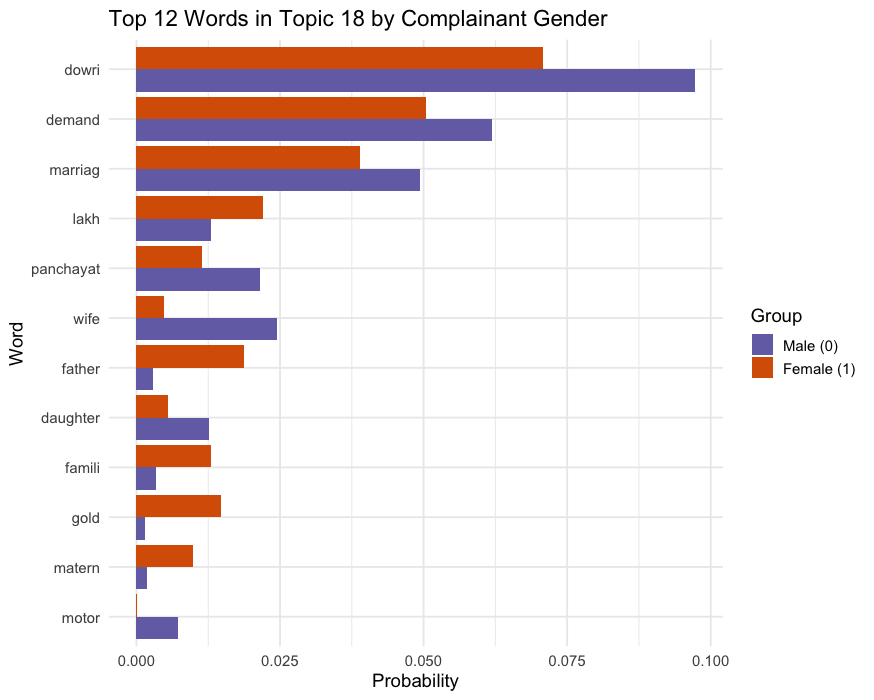 Top 12 Words in Topic 18 by Complainant Gender
Word
dowri
demand
marriag
lakh
panchayat
wife
father
daughter
famili
gold
matern
motor
0.000 0.025 0.050 0.075 0.100
Probability
Group
Male (0)
Female (1)